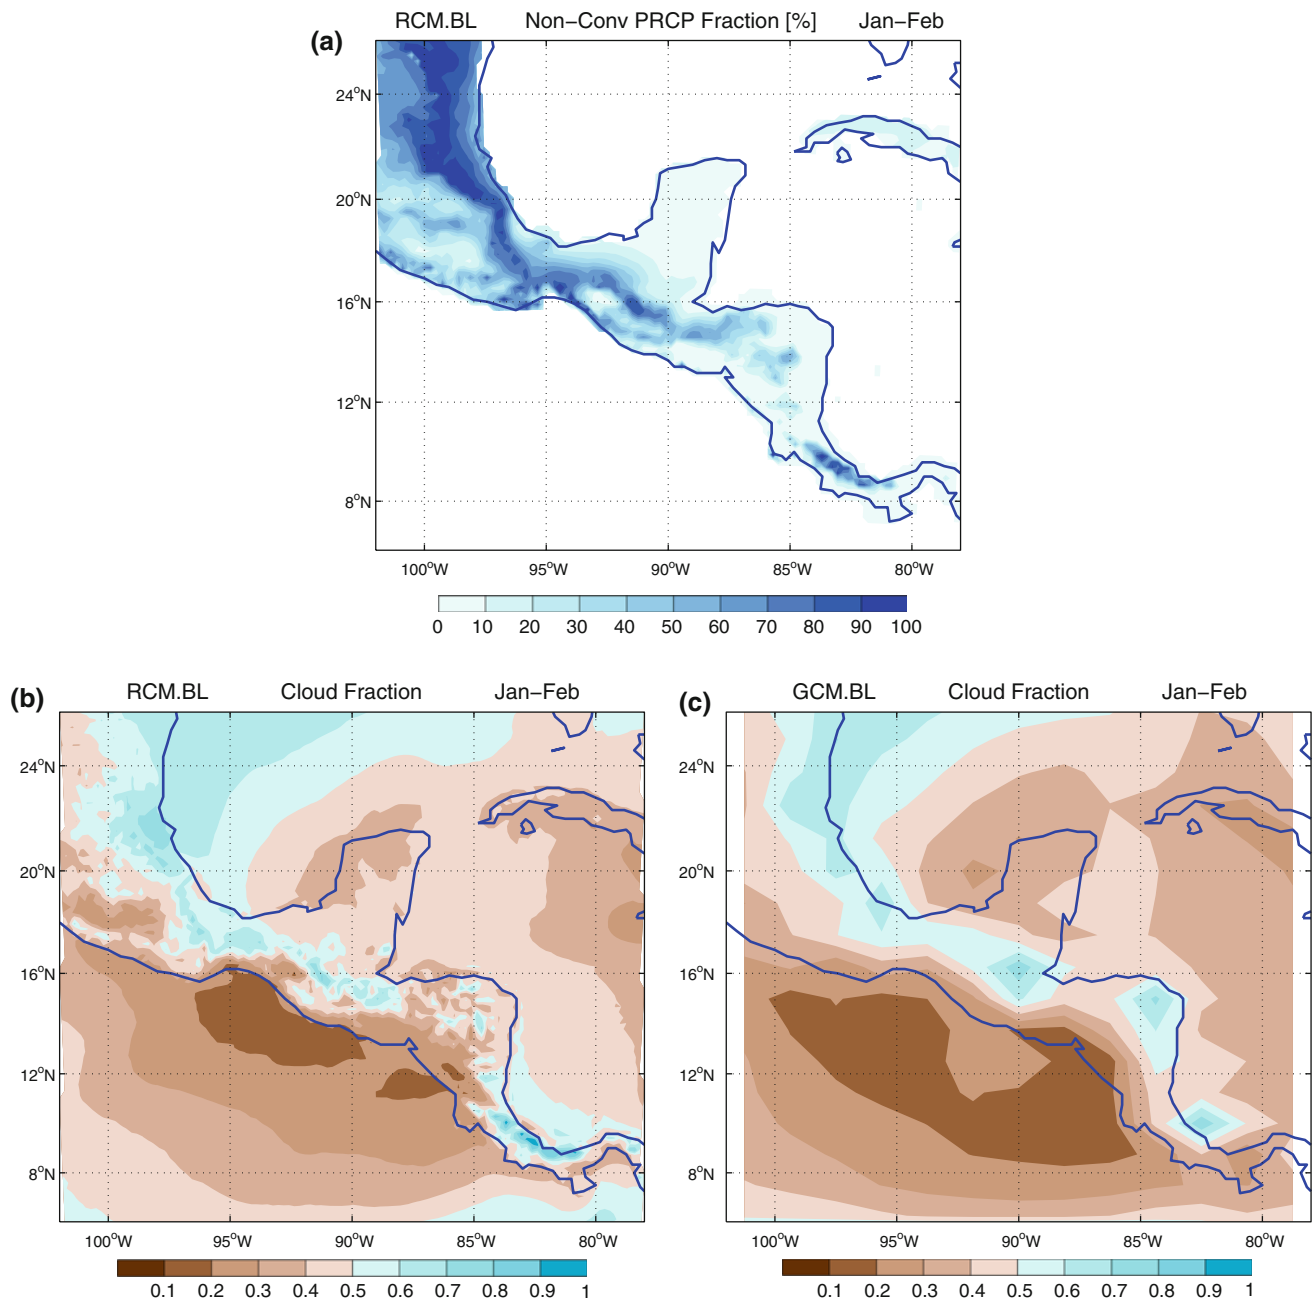 RCM.BL Non−Conv PRCP Fraction [%] Jan−Feb
(a)
24°N
20°N
16°N
12°N
8°N
100°W 95°W 90°W 85°W 80°W
0 10 20 30 40 50 60 70 80 90 100
(b) RCM.BL Cloud Fraction Jan−Feb
24°N
20°N
16°N
12°N
8°N
100°W 95°W 90°W 85°W 80°W
0.1 0.2 0.3 0.4 0.5 0.6 0.7 0.8 0.9 1
(c) GCM.BL Cloud Fraction Jan−Feb
24°N
20°N
16°N
12°N
8°N
100°W 95°W 90°W 85°W 80°W
0.1 0.2 0.3 0.4 0.5 0.6 0.7 0.8 0.9 1